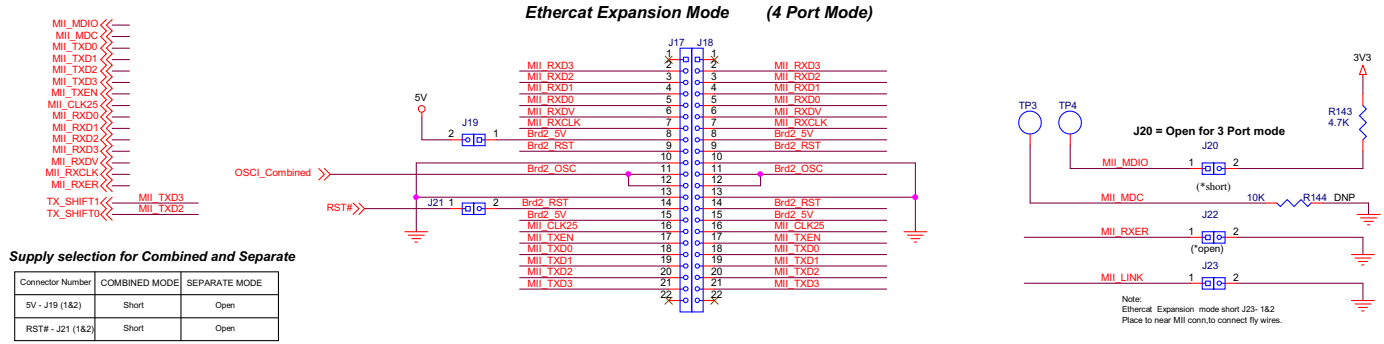 Ethercat Expansion Mode (4 Port Mode)
MII_MDIO
MII_MDC
MII_TXD0
MII_TXD1
MII_TXD2
MII_TXD3
MII_TXEN
MII_CLK25
MII_RXD0
MII_RXD1
MII_RXD2
MII_RXD3
MII_RXDV
MII_RXCLK
MII_RXER
TX_SHIFT1 MII_TXD3
TX_SHIFT0 MII_TXD2
Supply selection for Combined and Separate
Connector Number COMBINED MODE SEPARATE MODE
5V - J19 (1&2) Short Open
RST# - J21 (1&2) Short Open
5V
J19
2 1
OSCI_Combined
RST# J21 1 2
J17 J18
1 1
MII_RXD3 2 2 MII_RXD3
MII_RXD2 3 3 MII_RXD2
MII_RXD1 4 4 MII_RXD1
MII_RXD0 5 5 MII_RXD0
MII_RXDV 6 6 MII_RXDV
MII_RXCLK 7 7 MII_RXCLK
Brd2_5V 8 8 Brd2_5V
Brd2_RST 9 9 Brd2_RST
10 10
Brd2_OSC 11 11 Brd2_OSC
12 12
13 13
Brd2_RST 14 14 Brd2_RST
Brd2_5V 15 15 Brd2_5V
MII_CLK25 16 16 MII_CLK25
MII_TXEN 17 17 MII_TXEN
MII_TXD0 18 18 MII_TXD0
MII_TXD1 19 19 MII_TXD1
MII_TXD2 20 20 MII_TXD2
MII_TXD3 21 21 MII_TXD3
22 22
3V3
TP3 TP4
R143
4.7K
J20 = Open for 3 Port mode
J20
MII_MDIO 1 2
(*short)
MII_MDC 10K R144 DNP
J22
MII_RXER 1 2
(*open)
J23
MII_LINK 1 2
Note:
Ethercat Expansion mode short J23- 1&2
Place to near MII conn,to connect fly wires.